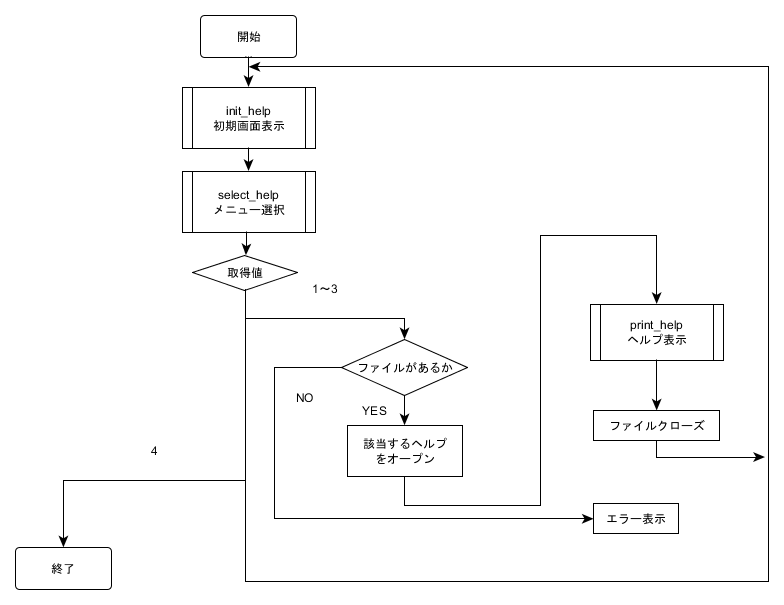 開始
init_help
初期画面表示
select_help
メニュー選択
取得値
1～3
ファイルがあるか
NO
YES
該当するヘルプ
をオープン
print_help
ヘルプ表示
ファイルクローズ
エラー表示
4
終了